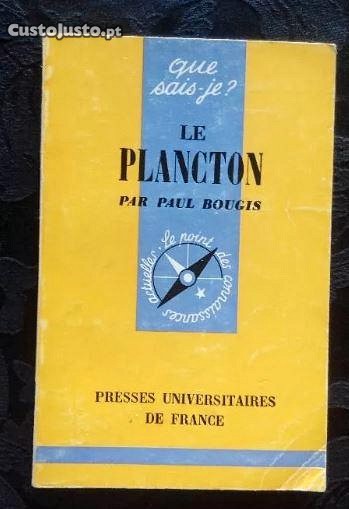 CustoJusto.pt
que
sais-je?
LE
PLANCTON
PAR PAUL BOUGIS
Le point des connaissances actuelles
PRESSES UNIVERSITAIRES
DE FRANCE